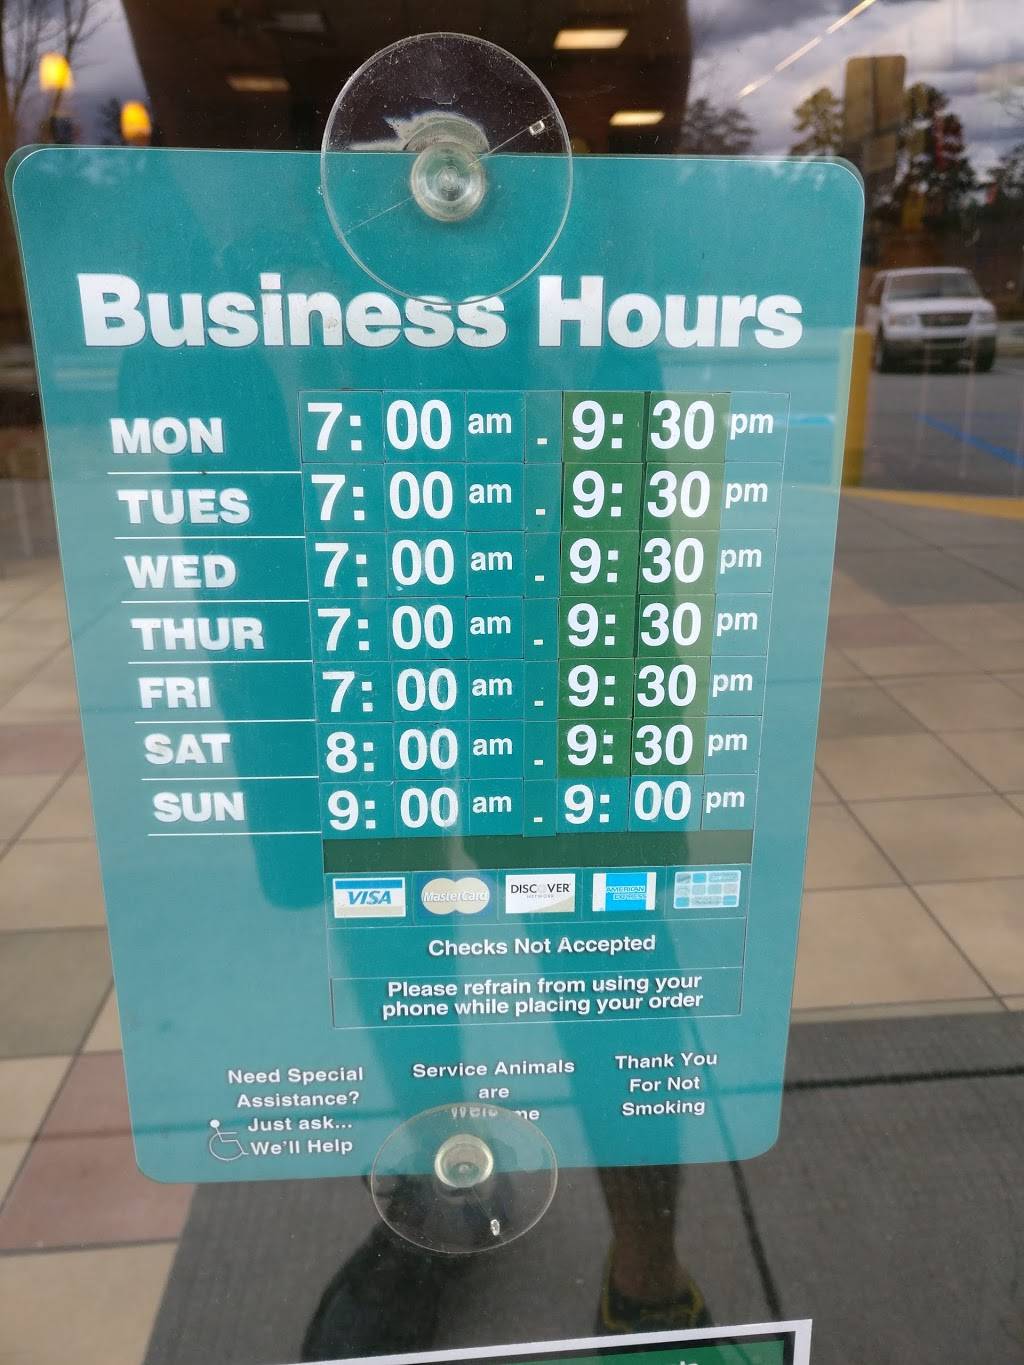 Business Hours
MON 7:00 am - 9:30 pm
TUES 7:00 am - 9:30 pm
WED 7:00 am - 9:30 pm
THUR 7:00 am - 9:30 pm
FRI 7:00 am - 9:30 pm
SAT 8:00 am - 9:30 pm
SUN 9:00 am - 9:00 pm
VISA MasterCard DISCOVER NETWORK AMERICAN EXPRESS
Checks Not Accepted
Please refrain from using your
phone while placing your order
Need Special
Assistance?
Just ask...
We'll Help
Service Animals
are
Welcome
Thank You
For Not
Smoking